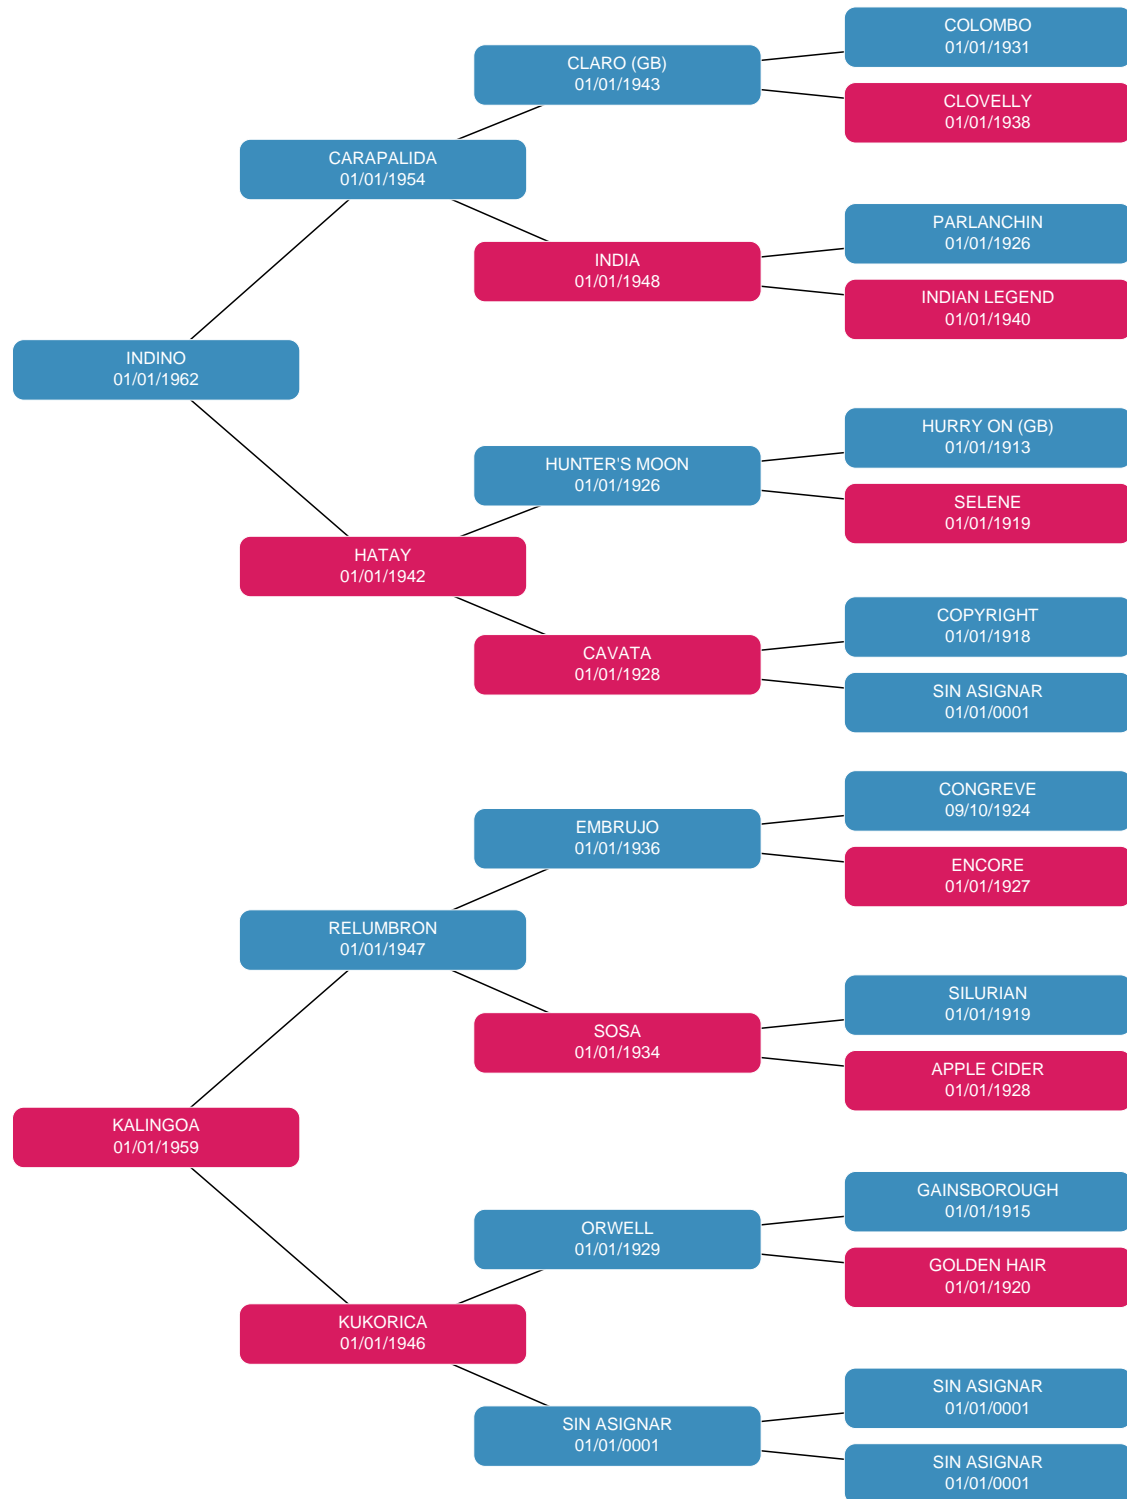 COLOMBO
01/01/1931
CLARO (GB)
01/01/1943
CLOVELLY
01/01/1938
CARAPALIDA
01/01/1954
PARLANCHIN
01/01/1926
INDIA
01/01/1948
INDIAN LEGEND
01/01/1940
INDINO
01/01/1962
HURRY ON (GB)
01/01/1913
HUNTER'S MOON
01/01/1926
SELENE
01/01/1919
HATAY
01/01/1942
COPYRIGHT
01/01/1918
CAVATA
01/01/1928
SIN ASIGNAR
01/01/0001
CONGREVE
09/10/1924
EMBRUJO
01/01/1936
ENCORE
01/01/1927
RELUMBRON
01/01/1947
SILURIAN
01/01/1919
SOSA
01/01/1934
APPLE CIDER
01/01/1928
KALINGOA
01/01/1959
GAINSBOROUGH
01/01/1915
ORWELL
01/01/1929
GOLDEN HAIR
01/01/1920
KUKORICA
01/01/1946
SIN ASIGNAR
01/01/0001
SIN ASIGNAR
01/01/0001
SIN ASIGNAR
01/01/0001